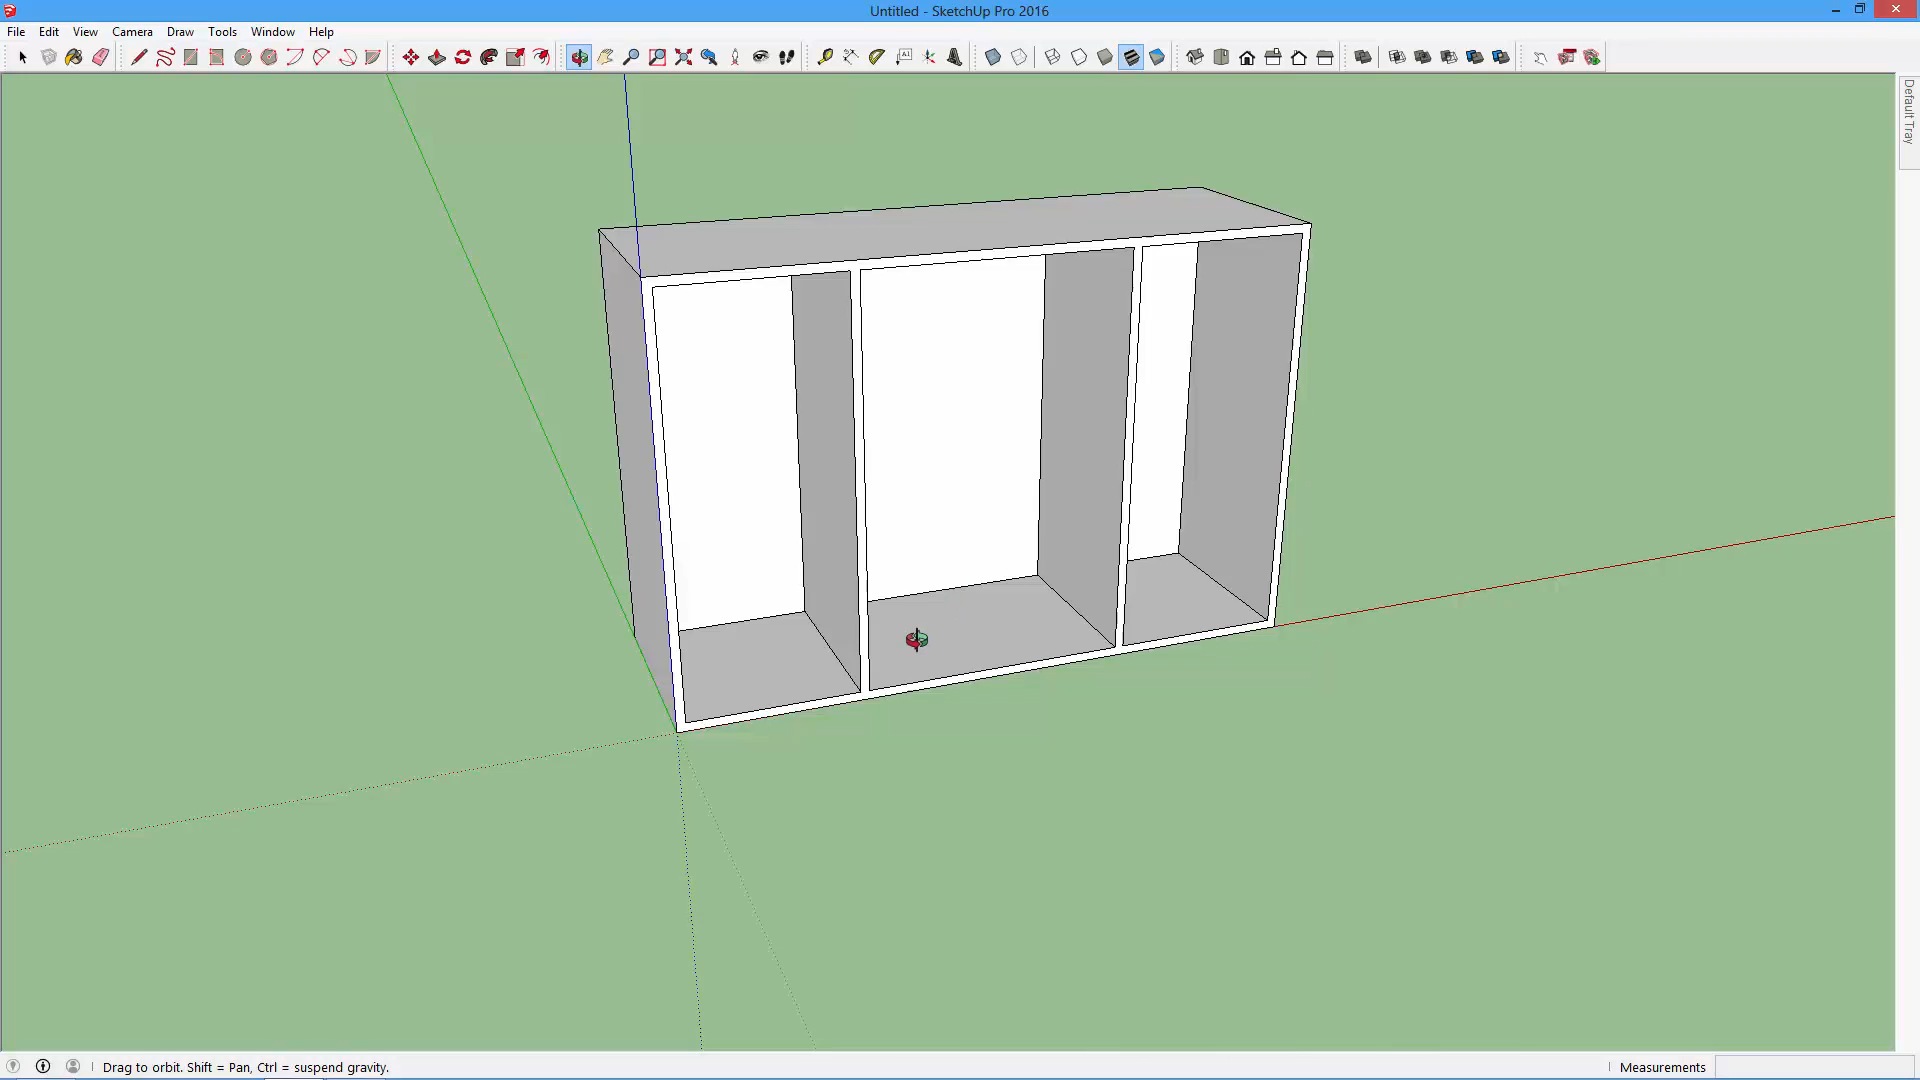 Untitled - SketchUp Pro 2016
File Edit View Camera Draw Tools Window Help
Default Tray
Drag to orbit. Shift = Pan, Ctrl = suspend gravity.
Measurements